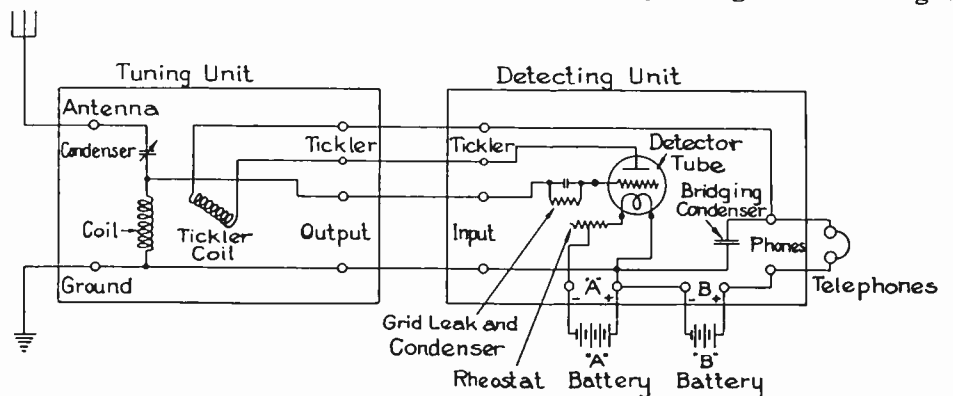 Tuning Unit
Detecting Unit
Antenna
Condenser
Tickler
Tickler
Detector
Tube
Bridging
Condenser
Coil
Tickler
Coil
Output
Input
Phones
Ground
"A"
B
Telephones
- +
- +
Grid Leak and
Condenser
Rheostat
"A"
Battery
"B"
Battery